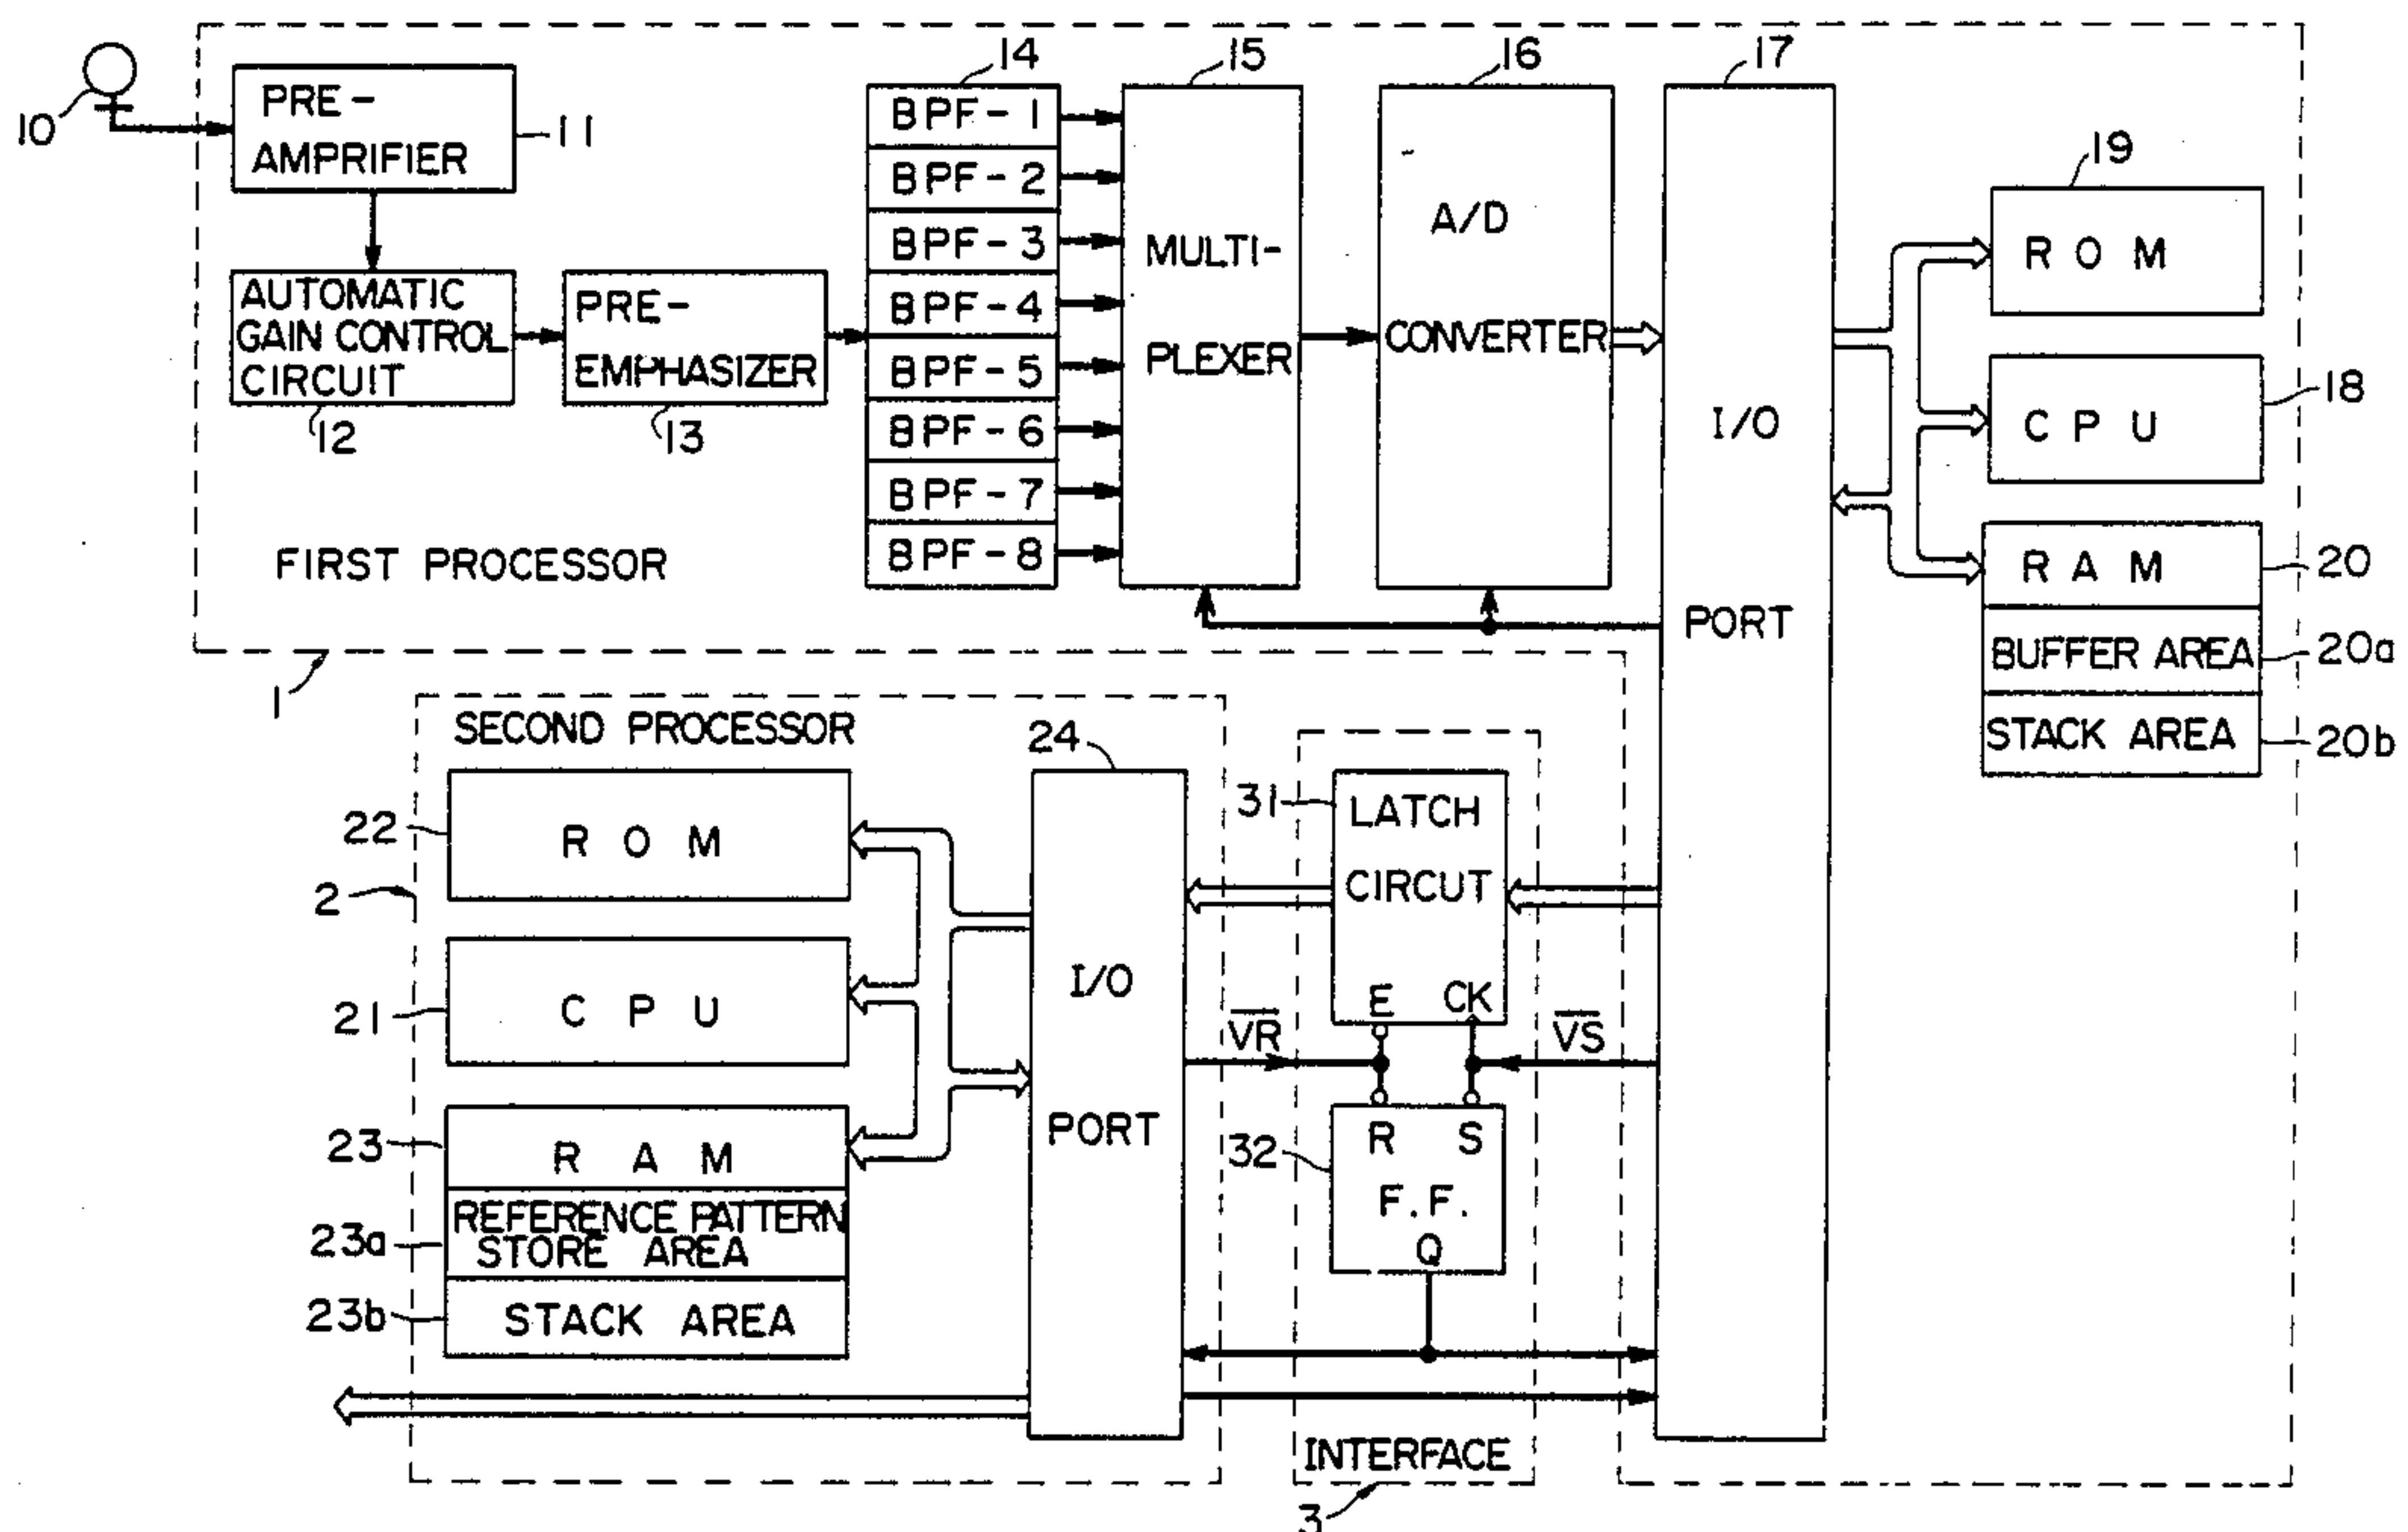 10
PRE-
AMPRIFIER
11
AUTOMATIC
GAIN CONTROL
CIRCUIT
12
PRE-
EMPHASIZER
13
14
BPF-1
BPF-2
BPF-3
BPF-4
BPF-5
BPF-6
BPF-7
BPF-8
15
MULTI-
PLEXER
16
A/D
CONVERTER
17
I/O
PORT
19
ROM
CPU
18
RAM
20
BUFFER AREA
20a
STACK AREA
20b
FIRST PROCESSOR
1
SECOND PROCESSOR
2
22
ROM
21
CPU
23
RAM
23a
REFERENCE PATTERN
STORE AREA
23b
STACK AREA
24
I/O
PORT
31
LATCH
CIRCUT
E
CK
V̅R̅
V̅S̅
32
R
S
F.F.
Q
INTERFACE
3